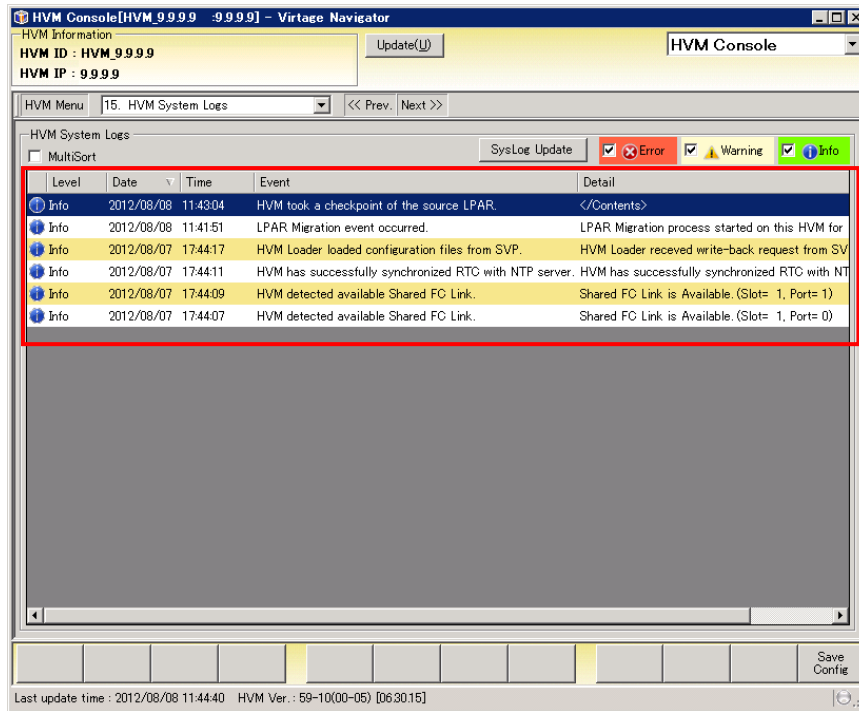 HVM Console[HVM_9.9.9.9 :9.9.9.9] - Virtage Navigator
HVM Information
HVM ID : HVM_9.9.9.9
HVM IP : 9.9.9.9
Update(U)
HVM Console
HVM Menu 15. HVM System Logs << Prev. Next >>
HVM System Logs
MultiSort
SysLog Update Error Warning Info
Level Date Time Event Detail
Info 2012/08/08 11:43:04 HVM took a checkpoint of the source LPAR. </Contents>
Info 2012/08/08 11:41:51 LPAR Migration event occurred. LPAR Migration process started on this HVM for
Info 2012/08/07 17:44:17 HVM Loader loaded configuration files from SVP. HVM Loader receved write-back request from SV
Info 2012/08/07 17:44:11 HVM has successfully synchronized RTC with NTP server. HVM has successfully synchronized RTC with NT
Info 2012/08/07 17:44:09 HVM detected available Shared FC Link. Shared FC Link is Available.(Slot= 1, Port= 1)
Info 2012/08/07 17:44:07 HVM detected available Shared FC Link. Shared FC Link is Available.(Slot= 1, Port= 0)
Save
Config
Last update time : 2012/08/08 11:44:40 HVM Ver. : 59-10(00-05) [06.30.15]